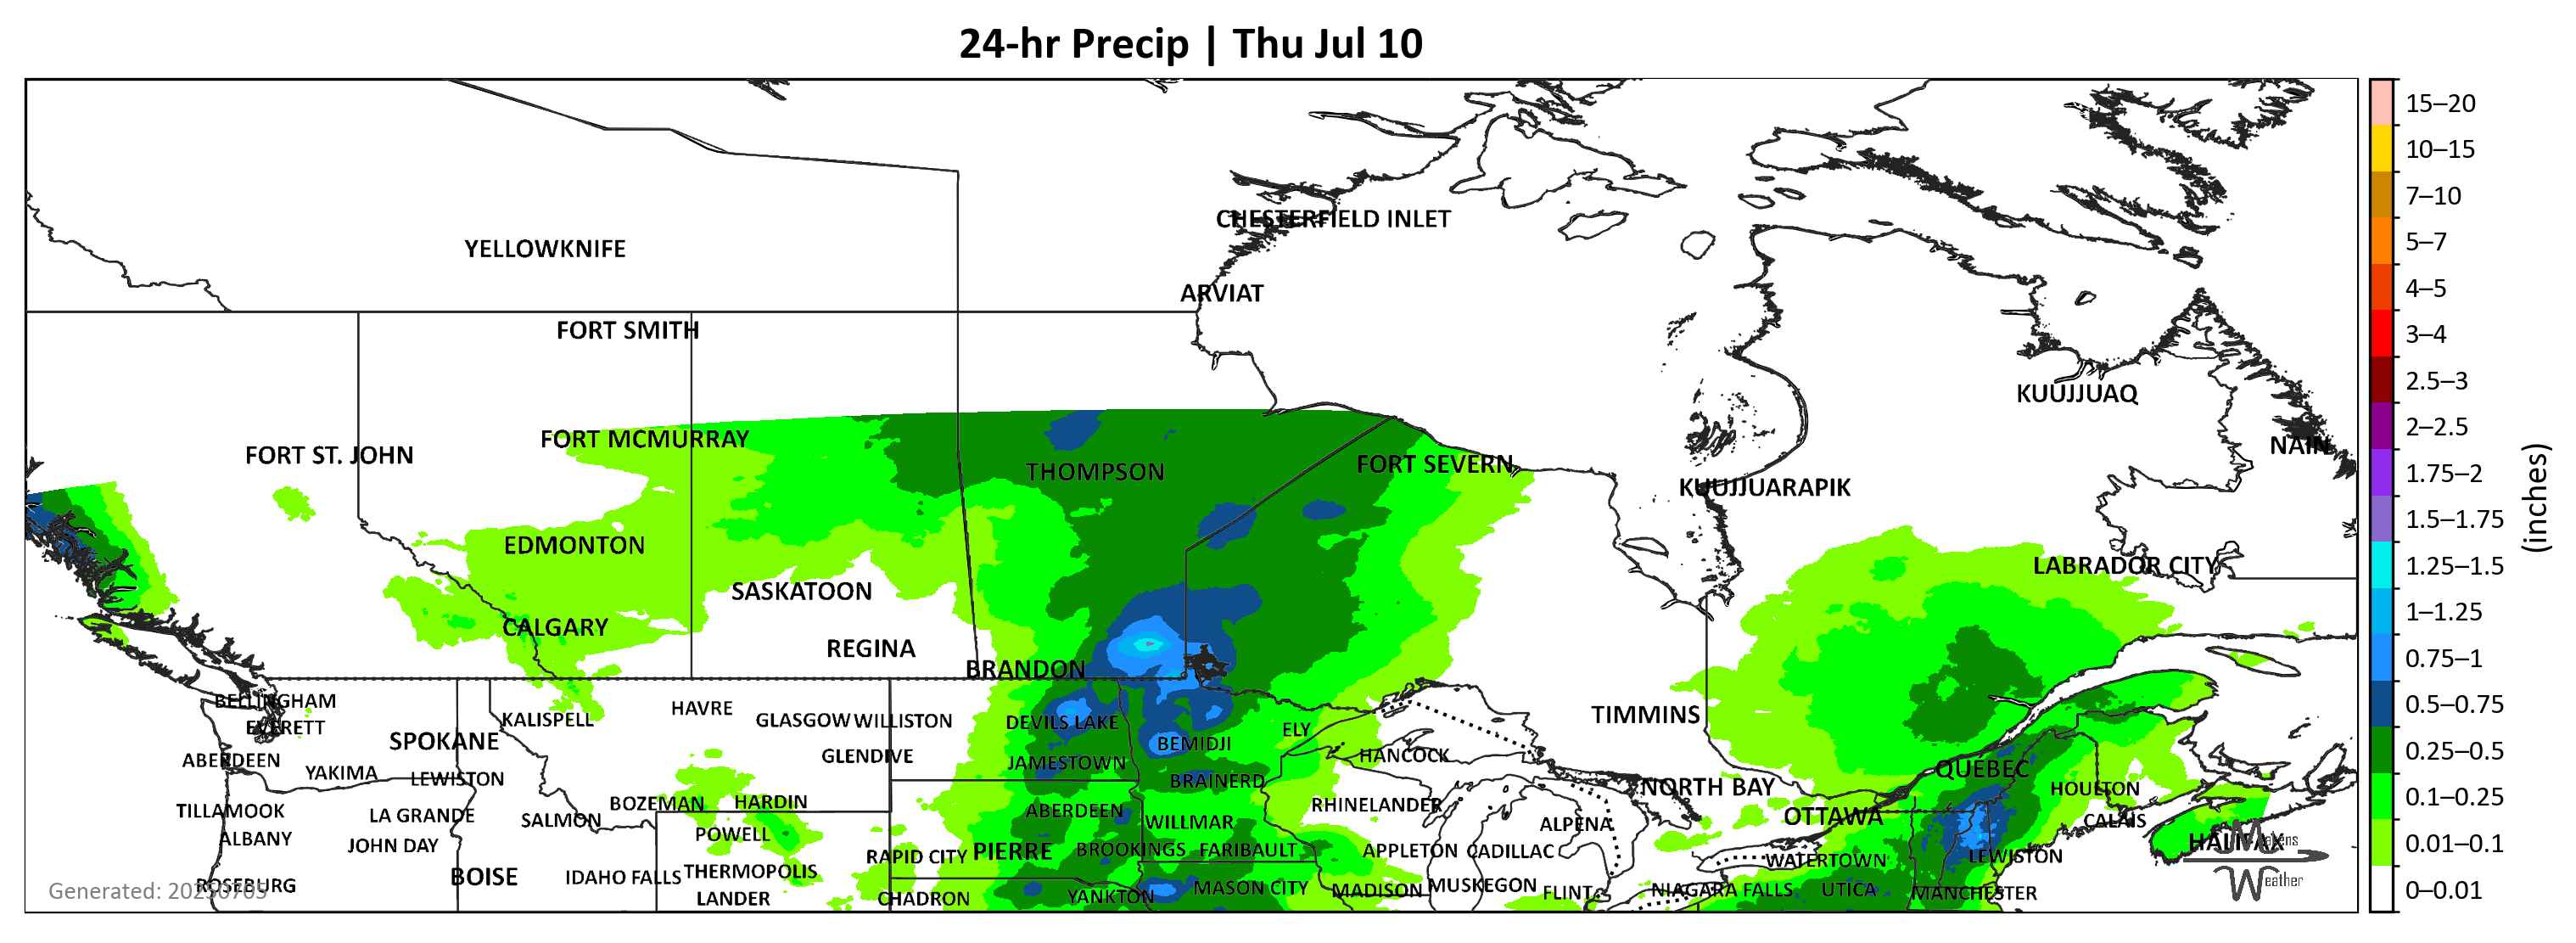 24-hr Precip | Thu Jul 10
15–20
10–15
7–10
5–7
4–5
3–4
2.5–3
2–2.5
1.75–2
1.5–1.75
1.25–1.5
1–1.25
0.75–1
0.5–0.75
0.25–0.5
0.1–0.25
0.01–0.1
0–0.01
(inches)
CHESTERFIELD INLET
YELLOWKNIFE
ARVIAT
FORT SMITH
KUUJJUAQ
FORT MCMURRAY
NAIN
FORT ST. JOHN
FORT SEVERN
THOMPSON
KUUJJUARAPIK
EDMONTON
LABRADOR CITY
SASKATOON
CALGARY
REGINA
BRANDON
BELLINGHAM
HAVRE
TIMMINS
KALISPELL
GLASGOW
WILLISTON
DEVILS LAKE
EVERETT
ELY
SPOKANE
BEMIDJI
GLENDIVE
HANCOCK
ABERDEEN
JAMESTOWN
QUÉBEC
YAKIMA
LEWISTON
BRAINERD
NORTH BAY
HOULTON
BOZEMAN
HARDIN
RHINELANDER
TILLAMOOK
LA GRANDE
SALMON
ABERDEEN
WILLMAR
ALPENA
OTTAWA
CALAIS
ALBANY
JOHN DAY
POWELL
HALIFAX
RAPID CITY
PIERRE
BROOKINGS
FARIBAULT
APPLETON
CADILLAC
WATERTOWN
LEWISTON
BOISE
IDAHO FALLS
THERMOPOLIS
ROSEBURG
MASON CITY
MADISON
MUSKEGON
FLINT
NIAGARA FALLS
UTICA
MANCHESTER
LANDER
CHADRON
YANKTON
Generated: 20250705
Matens
Weather